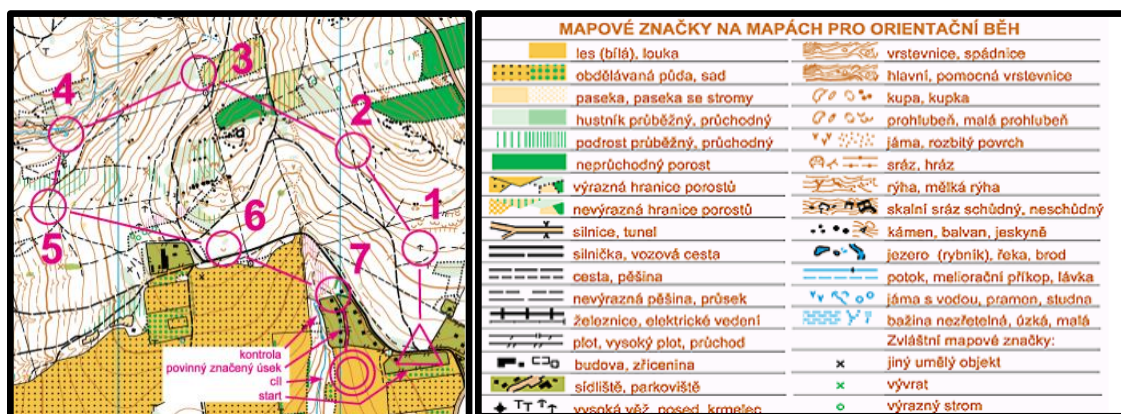 1
2
3
4
5
6
7
kontrola
povinný značený úsek
cíl
start
MAPOVÉ ZNAČKY NA MAPÁCH PRO ORIENTAČNÍ BĚH
les (bílá), louka
obdělávaná půda, sad
paseka, paseka se stromy
hustník průběžný, průchodný
podrost průběžný, průchodný
neprůchodný porost
výrazná hranice porostů
nevýrazná hranice porostů
silnice, tunel
silnička, vozová cesta
cesta, pěšina
nevýrazná pěšina, průsek
železnice, elektrické vedení
plot, vysoký plot, průchod
budova, zřícenina
sídliště, parkoviště
vysoká věž, posed, krmelec
vrstevnice, spádnice
hlavní, pomocná vrstevnice
kupa, kupka
prohlubeň, malá prohlubeň
jáma, rozbitý povrch
sráz, hráz
rýha, mělká rýha
skalní sráz schůdný, neschůdný
kámen, balvan, jeskyně
jezero (rybník), řeka, brod
potok, meliorační příkop, lávka
jáma s vodou, pramen, studna
bažina nezřetelná, úzká, malá
Zvláštní mapové značky:
jiný umělý objekt
vývrat
výrazný strom